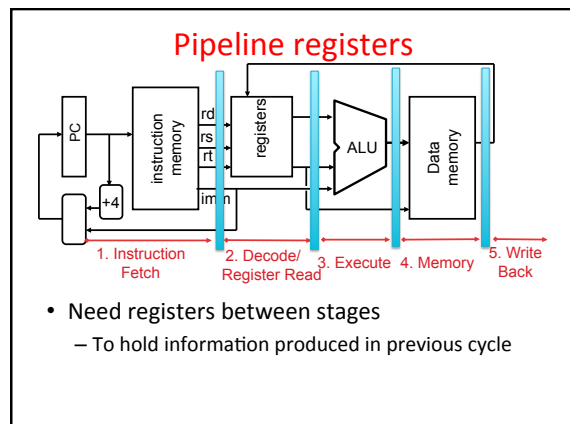 Pipeline registers
PC
instruction
memory
rd
rs
rt
imm
registers
ALU
Data
memory
+4
1. Instruction
Fetch
2. Decode/
Register Read
3. Execute
4. Memory
5. Write
Back
• Need registers between stages
– To hold information produced in previous cycle